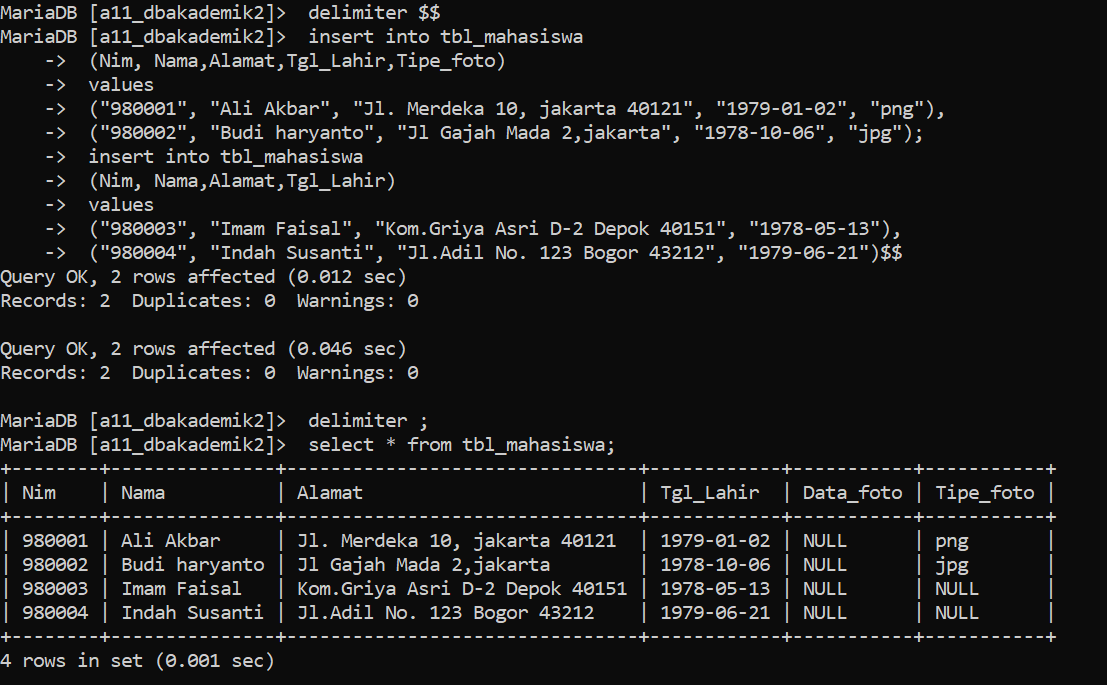 MariaDB [a11_dbakademik2]>  delimiter $$
MariaDB [a11_dbakademik2]>  insert into tbl_mahasiswa
    ->  (Nim, Nama,Alamat,Tgl_Lahir,Tipe_foto)
    ->  values
    ->  ("980001", "Ali Akbar", "Jl. Merdeka 10, jakarta 40121", "1979-01-02", "png"),
    ->  ("980002", "Budi haryanto", "Jl Gajah Mada 2,jakarta", "1978-10-06", "jpg");
    ->  insert into tbl_mahasiswa
    ->  (Nim, Nama,Alamat,Tgl_Lahir)
    ->  values
    ->  ("980003", "Imam Faisal", "Kom.Griya Asri D-2 Depok 40151", "1978-05-13"),
    ->  ("980004", "Indah Susanti", "Jl.Adil No. 123 Bogor 43212", "1979-06-21")$$
Query OK, 2 rows affected (0.012 sec)
Records: 2  Duplicates: 0  Warnings: 0

Query OK, 2 rows affected (0.046 sec)
Records: 2  Duplicates: 0  Warnings: 0

MariaDB [a11_dbakademik2]>  delimiter ;
MariaDB [a11_dbakademik2]>  select * from tbl_mahasiswa;
+--------+---------------+--------------------------------+------------+-----------+-----------+
| Nim    | Nama          | Alamat                         | Tgl_Lahir  | Data_foto | Tipe_foto |
+--------+---------------+--------------------------------+------------+-----------+-----------+
| 980001 | Ali Akbar     | Jl. Merdeka 10, jakarta 40121  | 1979-01-02 | NULL      | png       |
| 980002 | Budi haryanto | Jl Gajah Mada 2,jakarta        | 1978-10-06 | NULL      | jpg       |
| 980003 | Imam Faisal   | Kom.Griya Asri D-2 Depok 40151 | 1978-05-13 | NULL      | NULL      |
| 980004 | Indah Susanti | Jl.Adil No. 123 Bogor 43212    | 1979-06-21 | NULL      | NULL      |
+--------+---------------+--------------------------------+------------+-----------+-----------+
4 rows in set (0.001 sec)